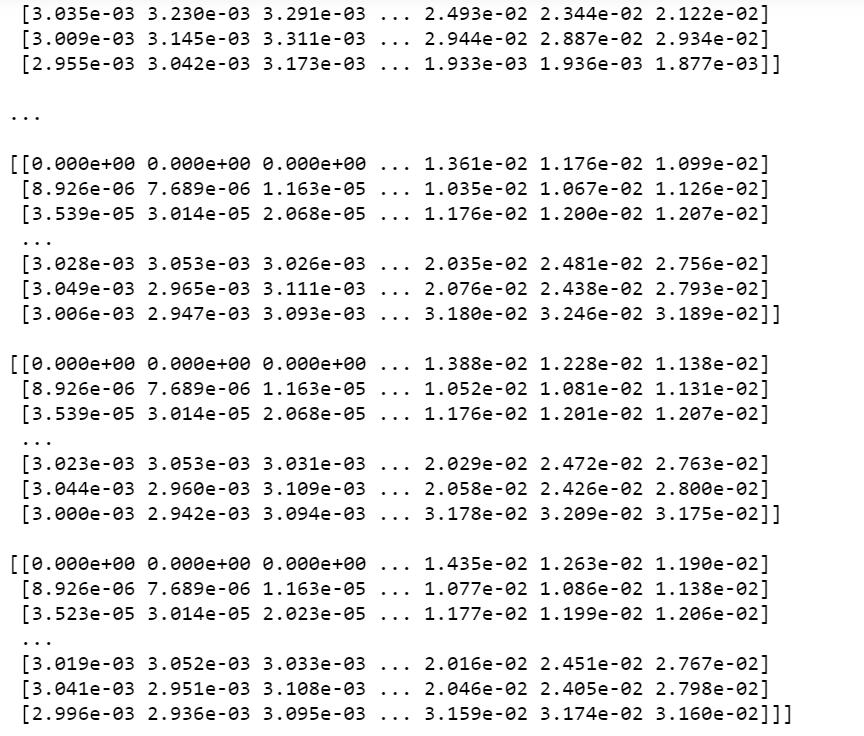 [3.035e-03 3.230e-03 3.291e-03 ... 2.493e-02 2.344e-02 2.122e-02]
[3.009e-03 3.145e-03 3.311e-03 ... 2.944e-02 2.887e-02 2.934e-02]
[2.955e-03 3.042e-03 3.173e-03 ... 1.933e-03 1.936e-03 1.877e-03]]
...
[[0.000e+00 0.000e+00 0.000e+00 ... 1.361e-02 1.176e-02 1.099e-02]
[8.926e-06 7.689e-06 1.163e-05 ... 1.035e-02 1.067e-02 1.126e-02]
[3.539e-05 3.014e-05 2.068e-05 ... 1.176e-02 1.200e-02 1.207e-02]
...
[3.028e-03 3.053e-03 3.026e-03 ... 2.035e-02 2.481e-02 2.756e-02]
[3.049e-03 2.965e-03 3.111e-03 ... 2.076e-02 2.438e-02 2.793e-02]
[3.006e-03 2.947e-03 3.093e-03 ... 3.180e-02 3.246e-02 3.189e-02]]
[[0.000e+00 0.000e+00 0.000e+00 ... 1.388e-02 1.228e-02 1.138e-02]
[8.926e-06 7.689e-06 1.163e-05 ... 1.052e-02 1.081e-02 1.131e-02]
[3.539e-05 3.014e-05 2.068e-05 ... 1.176e-02 1.201e-02 1.207e-02]
...
[3.023e-03 3.053e-03 3.031e-03 ... 2.029e-02 2.472e-02 2.763e-02]
[3.044e-03 2.960e-03 3.109e-03 ... 2.058e-02 2.426e-02 2.800e-02]
[3.000e-03 2.942e-03 3.094e-03 ... 3.178e-02 3.209e-02 3.175e-02]]
[[0.000e+00 0.000e+00 0.000e+00 ... 1.435e-02 1.263e-02 1.190e-02]
[8.926e-06 7.689e-06 1.163e-05 ... 1.077e-02 1.086e-02 1.138e-02]
[3.523e-05 3.014e-05 2.023e-05 ... 1.177e-02 1.199e-02 1.206e-02]
...
[3.019e-03 3.052e-03 3.033e-03 ... 2.016e-02 2.451e-02 2.767e-02]
[3.041e-03 2.951e-03 3.108e-03 ... 2.046e-02 2.405e-02 2.798e-02]
[2.996e-03 2.936e-03 3.095e-03 ... 3.159e-02 3.174e-02 3.160e-02]]]